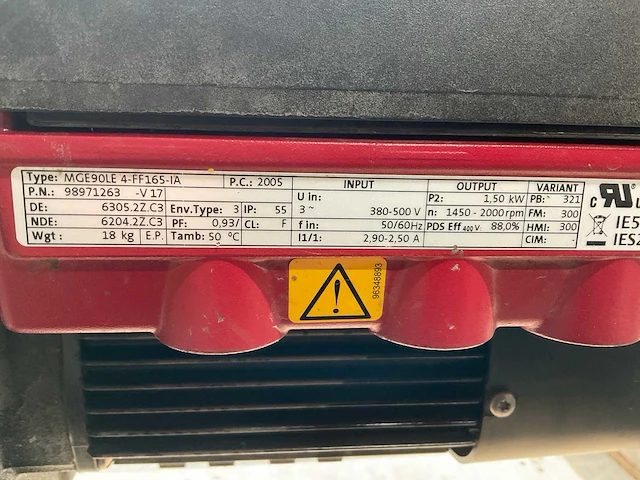 Type: MGE90LE 4-FF165-IA P.C.: 2005
P.N.: 98971263 -V 17
DE: 6305.2Z.C3 Env.Type: 3 IP: 55
NDE: 6204.2Z.C3 PF: 0,937 CL: F
Wgt: 18 kg E.P. Tamb: 50 °C
INPUT
U in:
3 ~ 380-500 V
f in: 50/60Hz
I1/1: 2,90-2,50 A
OUTPUT
P2: 1,50 kW
n: 1450 - 2000 rpm
PDS Eff 400 V 88,0%
VARIANT
PB: 321
FM: 300
HMI: 300
CIM: -
c RU
IE5
IES2
96348893